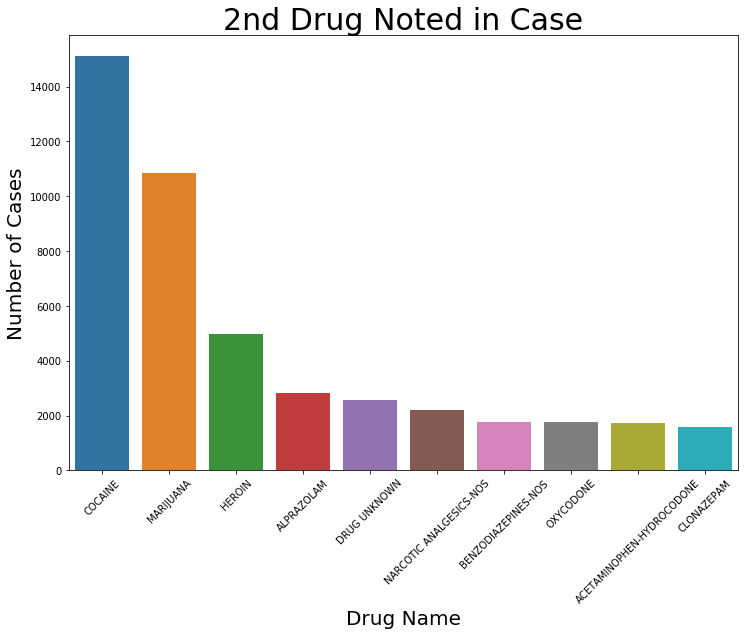 2nd Drug Noted in Case
Number of Cases
14000
12000
10000
8000
6000
4000
2000
0
COCAINE
MARIJUANA
HEROIN
ALPRAZOLAM
DRUG UNKNOWN
NARCOTIC ANALGESICS-NOS
BENZODIAZEPINES-NOS
OXYCODONE
ACETAMINOPHEN-HYDROCODONE
CLONAZEPAM
Drug Name